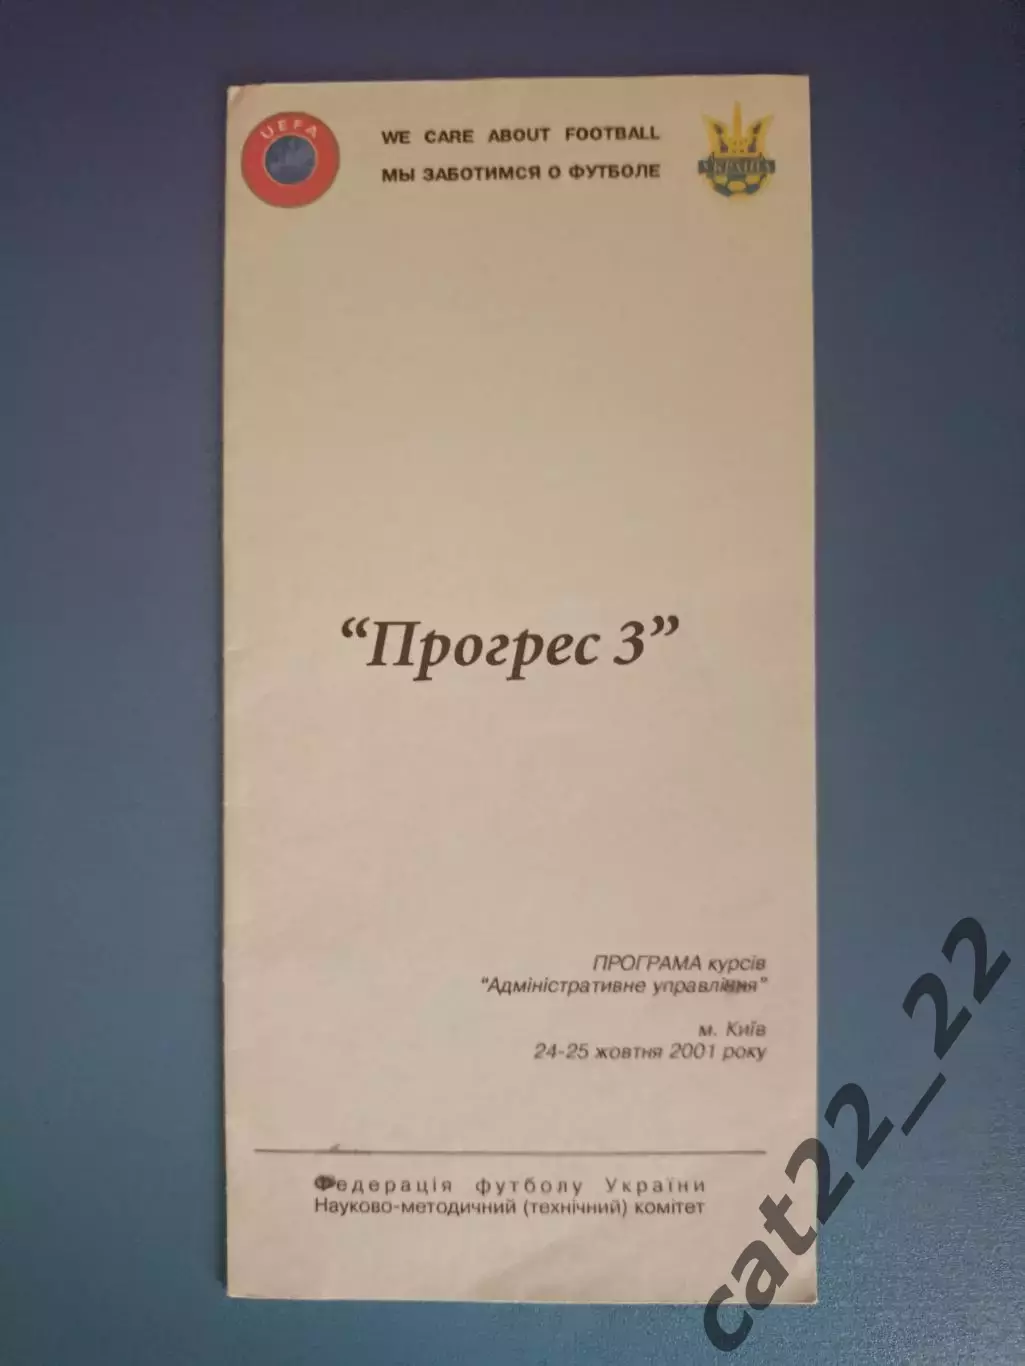 UEFA
WE CARE ABOUT FOOTBALL
МЫ ЗАБОТИМСЯ О ФУТБОЛЕ
УКРАЇНА
“Прогрес 3”
ПРОГРАМА курсів
“Адміністративне управління”
м. Київ
24-25 жовтня 2001 року
Федерація футболу України
Науково-методичний (технічний) комітет
cat22_22